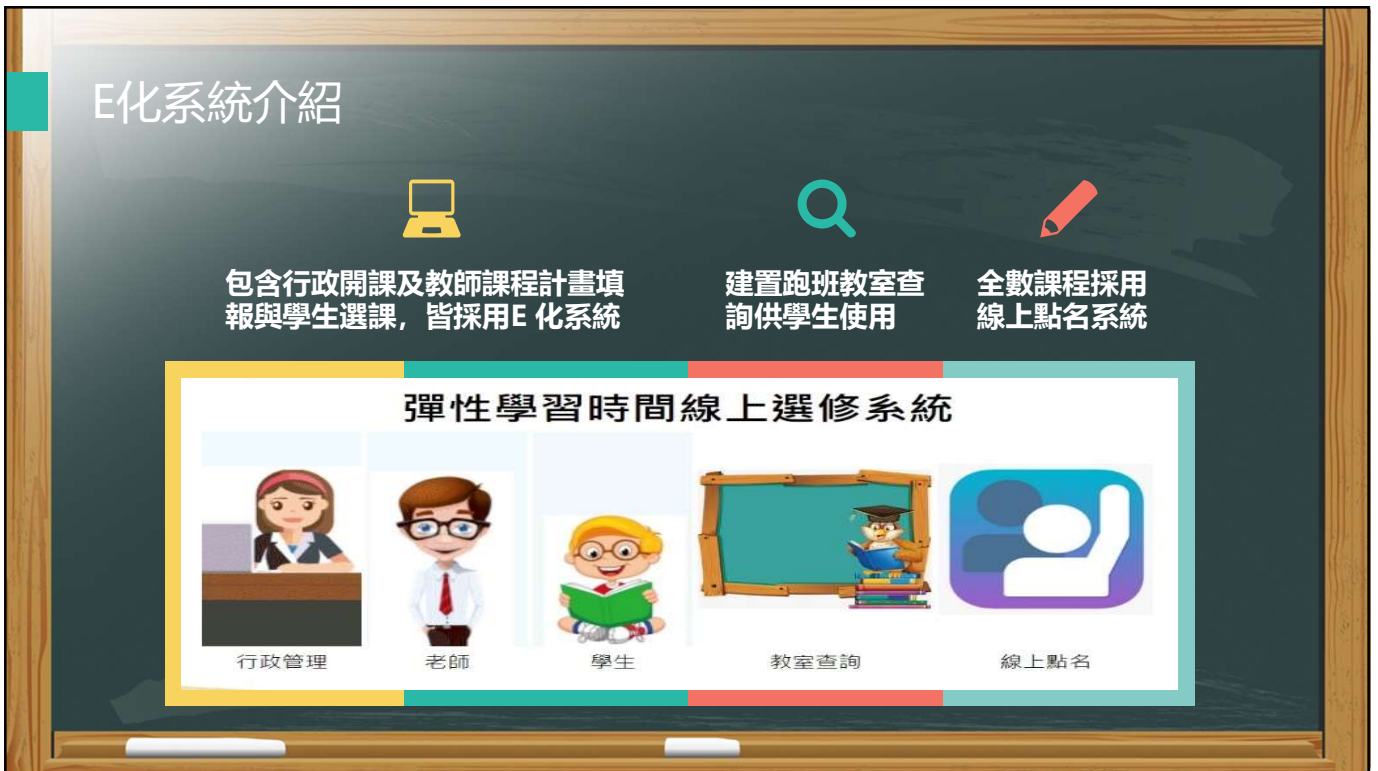 E化系統介紹
包含行政開課及教師課程計畫填
報與學生選課，皆採用E 化系統
建置跑班教室查
詢供學生使用
全數課程採用
線上點名系統
彈性學習時間線上選修系統
行政管理
老師
學生
教室查詢
線上點名